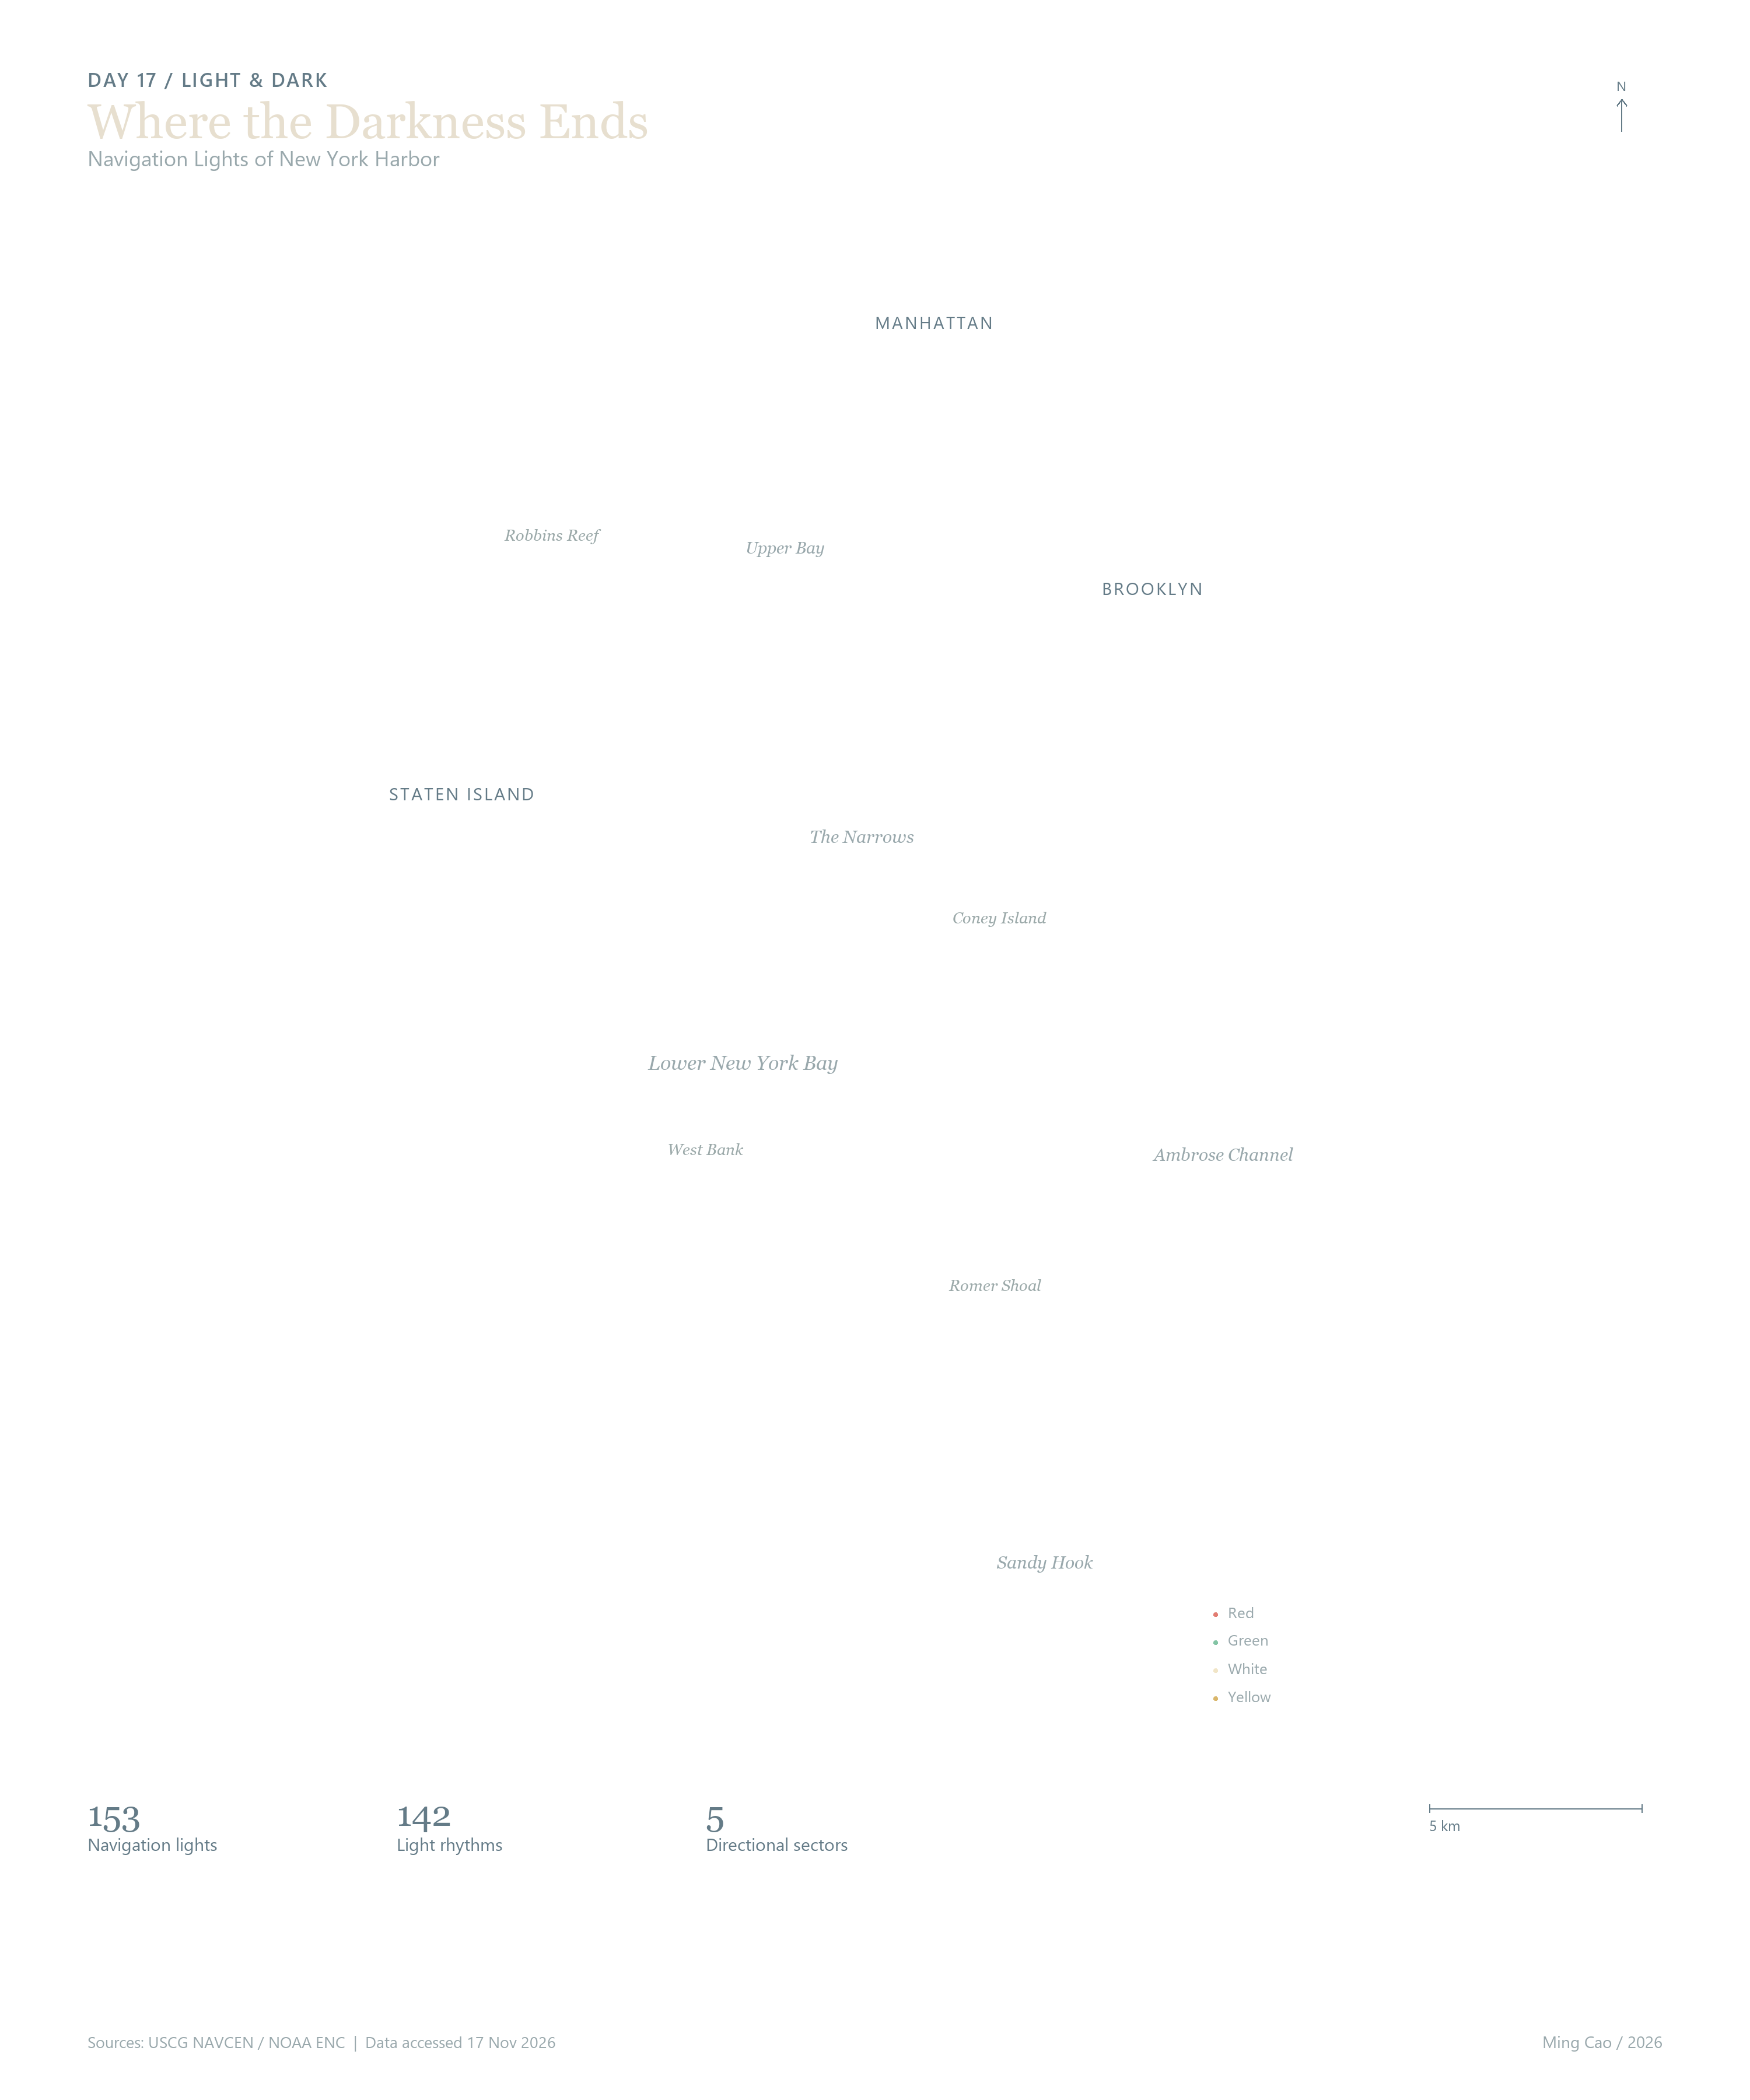 DAY 17 / LIGHT & DARK
N
Where the Darkness Ends
Navigation Lights of New York Harbor
MANHATTAN
Robbins Reef
Upper Bay
BROOKLYN
STATEN ISLAND
The Narrows
Coney Island
Lower New York Bay
West Bank
Ambrose Channel
Romer Shoal
Sandy Hook
Red
Green
White
Yellow
153
Navigation lights
142
Light rhythms
5
Directional sectors
5 km
Sources: USCG NAVCEN / NOAA ENC | Data accessed 17 Nov 2026
Ming Cao / 2026